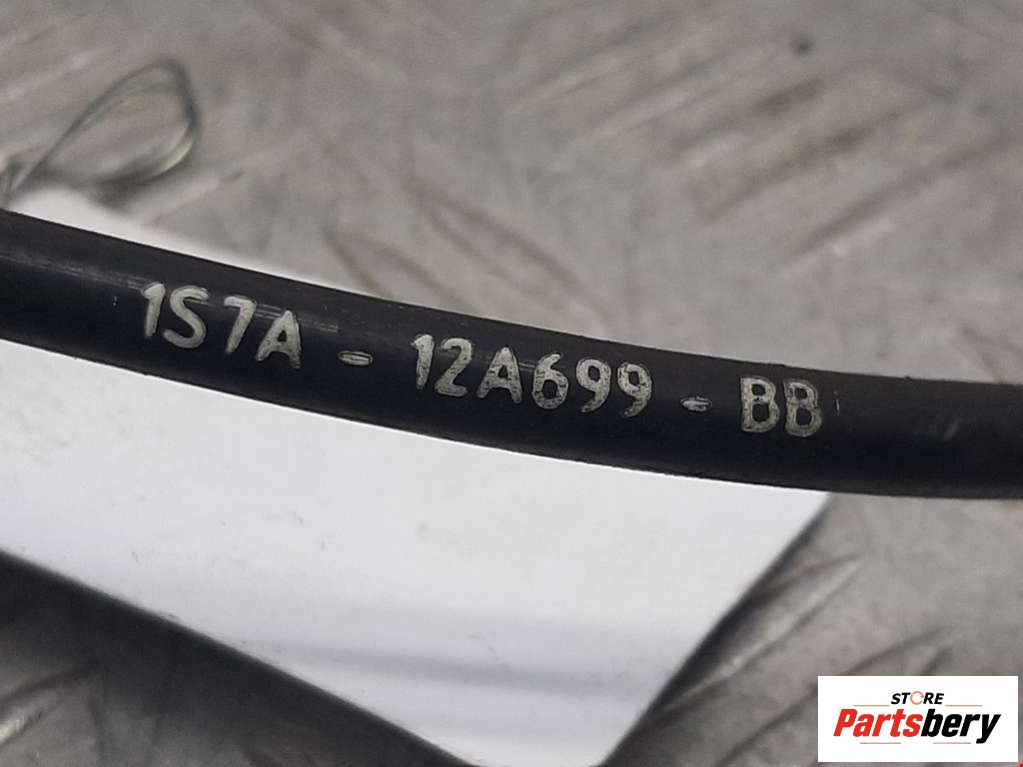 1S7A - 12A699 - BB
STORE
Partsbery